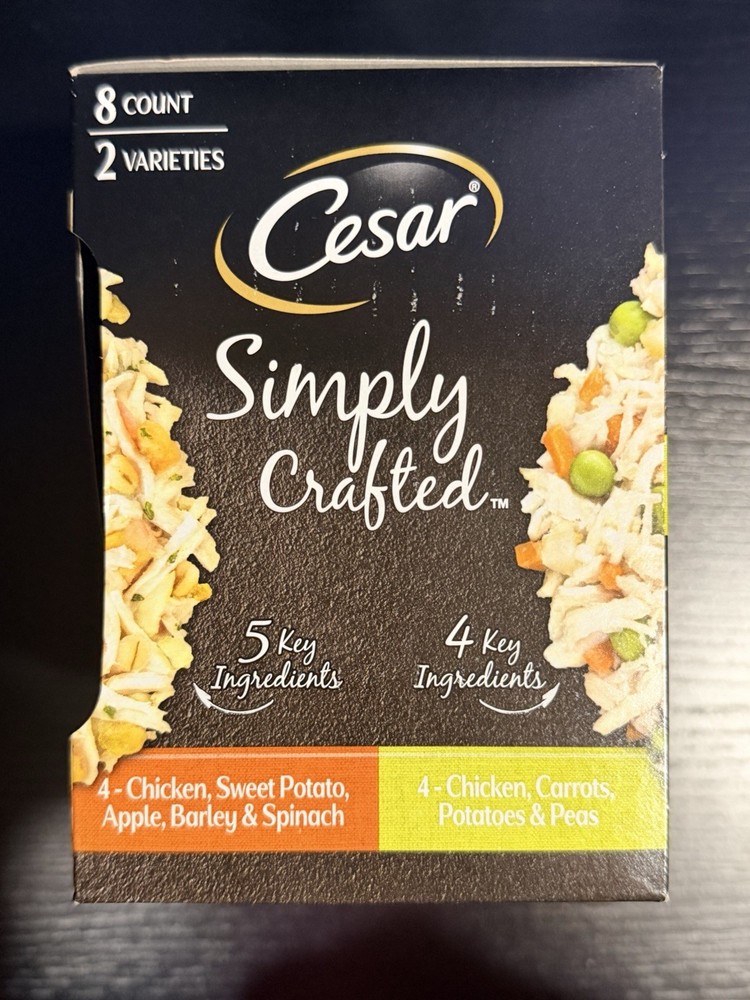 8 COUNT
2 VARIETIES
Cesar®
Simply
Crafted™
5 Key
Ingredients
4 Key
Ingredients
4 - Chicken, Sweet Potato,
Apple, Barley & Spinach
4 - Chicken, Carrots,
Potatoes & Peas